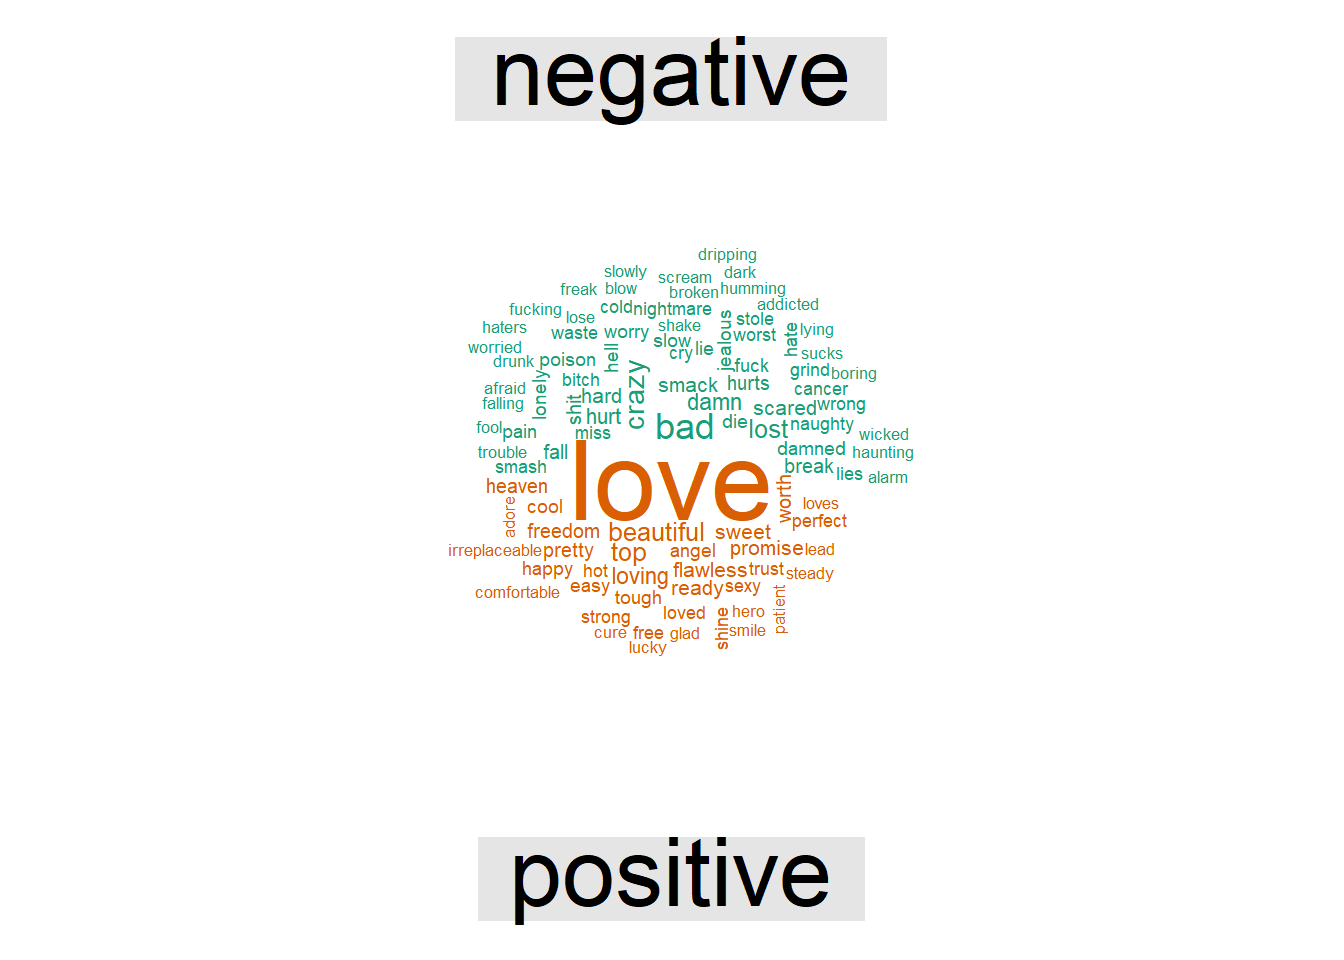 negative
dripping
slowly scream dark
freak blow broken humming
fucking cold nightmare addicted
haters lose waste worry shake jealous stole worst hate lying
worried drunk poison hell slow cry lie fuck sucks
afraid lonely bitch crazy smack hurts grind boring
falling shit hard damn scared cancer wrong
fool pain hurt miss bad die lost naughty wicked
trouble fall damned haunting
smash love break lies alarm
heaven worth loves
adore cool perfect
freedom beautiful sweet
irreplaceable pretty top angel promise lead
happy hot loving flawless trust steady
comfortable easy tough ready sexy patient
strong loved shine hero
cure free glad smile
lucky
positive